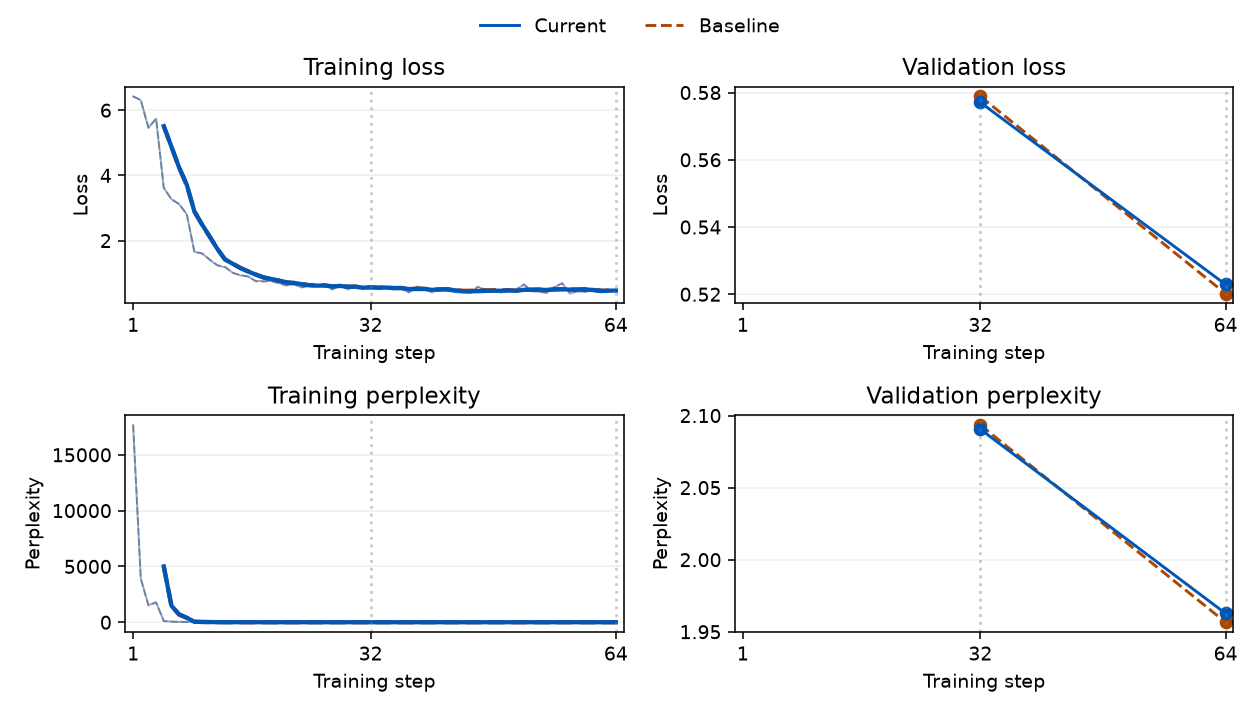 Current Baseline
Training loss
6
4
2
Loss
1 32 64
Training step
Validation loss
0.58
0.56
0.54
0.52
Loss
1 32 64
Training step
Training perplexity
15000
10000
5000
0
Perplexity
1 32 64
Training step
Validation perplexity
2.10
2.05
2.00
1.95
Perplexity
1 32 64
Training step